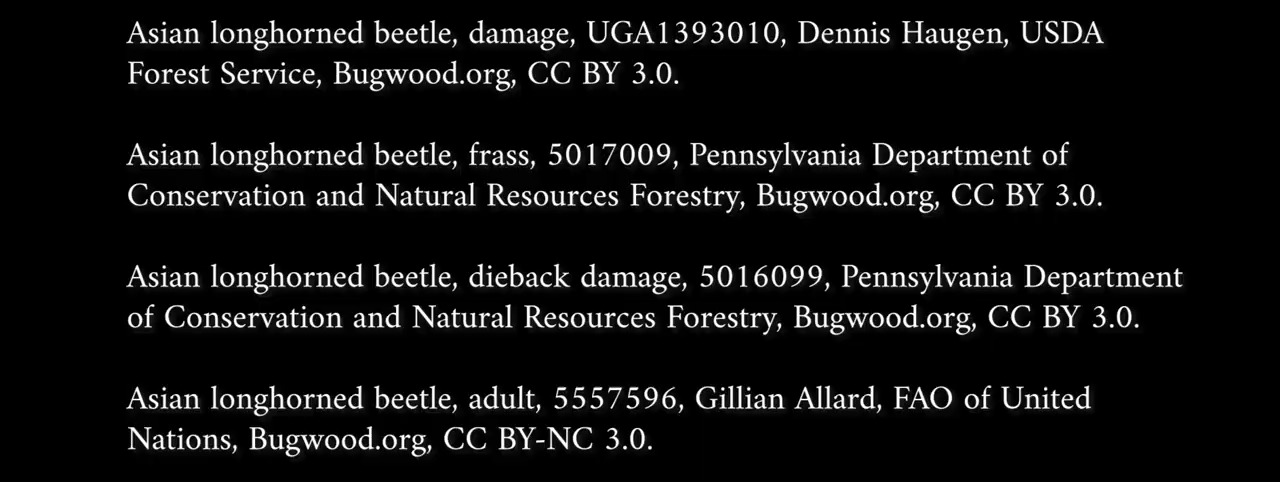 Asian longhorned beetle, damage, UGA1393010, Dennis Haugen, USDA
Forest Service, Bugwood.org, CC BY 3.0.
Asian longhorned beetle, frass, 5017009, Pennsylvania Department of
Conservation and Natural Resources Forestry, Bugwood.org, CC BY 3.0.
Asian longhorned beetle, dieback damage, 5016099, Pennsylvania Department
of Conservation and Natural Resources Forestry, Bugwood.org, CC BY 3.0.
Asian longhorned beetle, adult, 5557596, Gillian Allard, FAO of United
Nations, Bugwood.org, CC BY-NC 3.0.